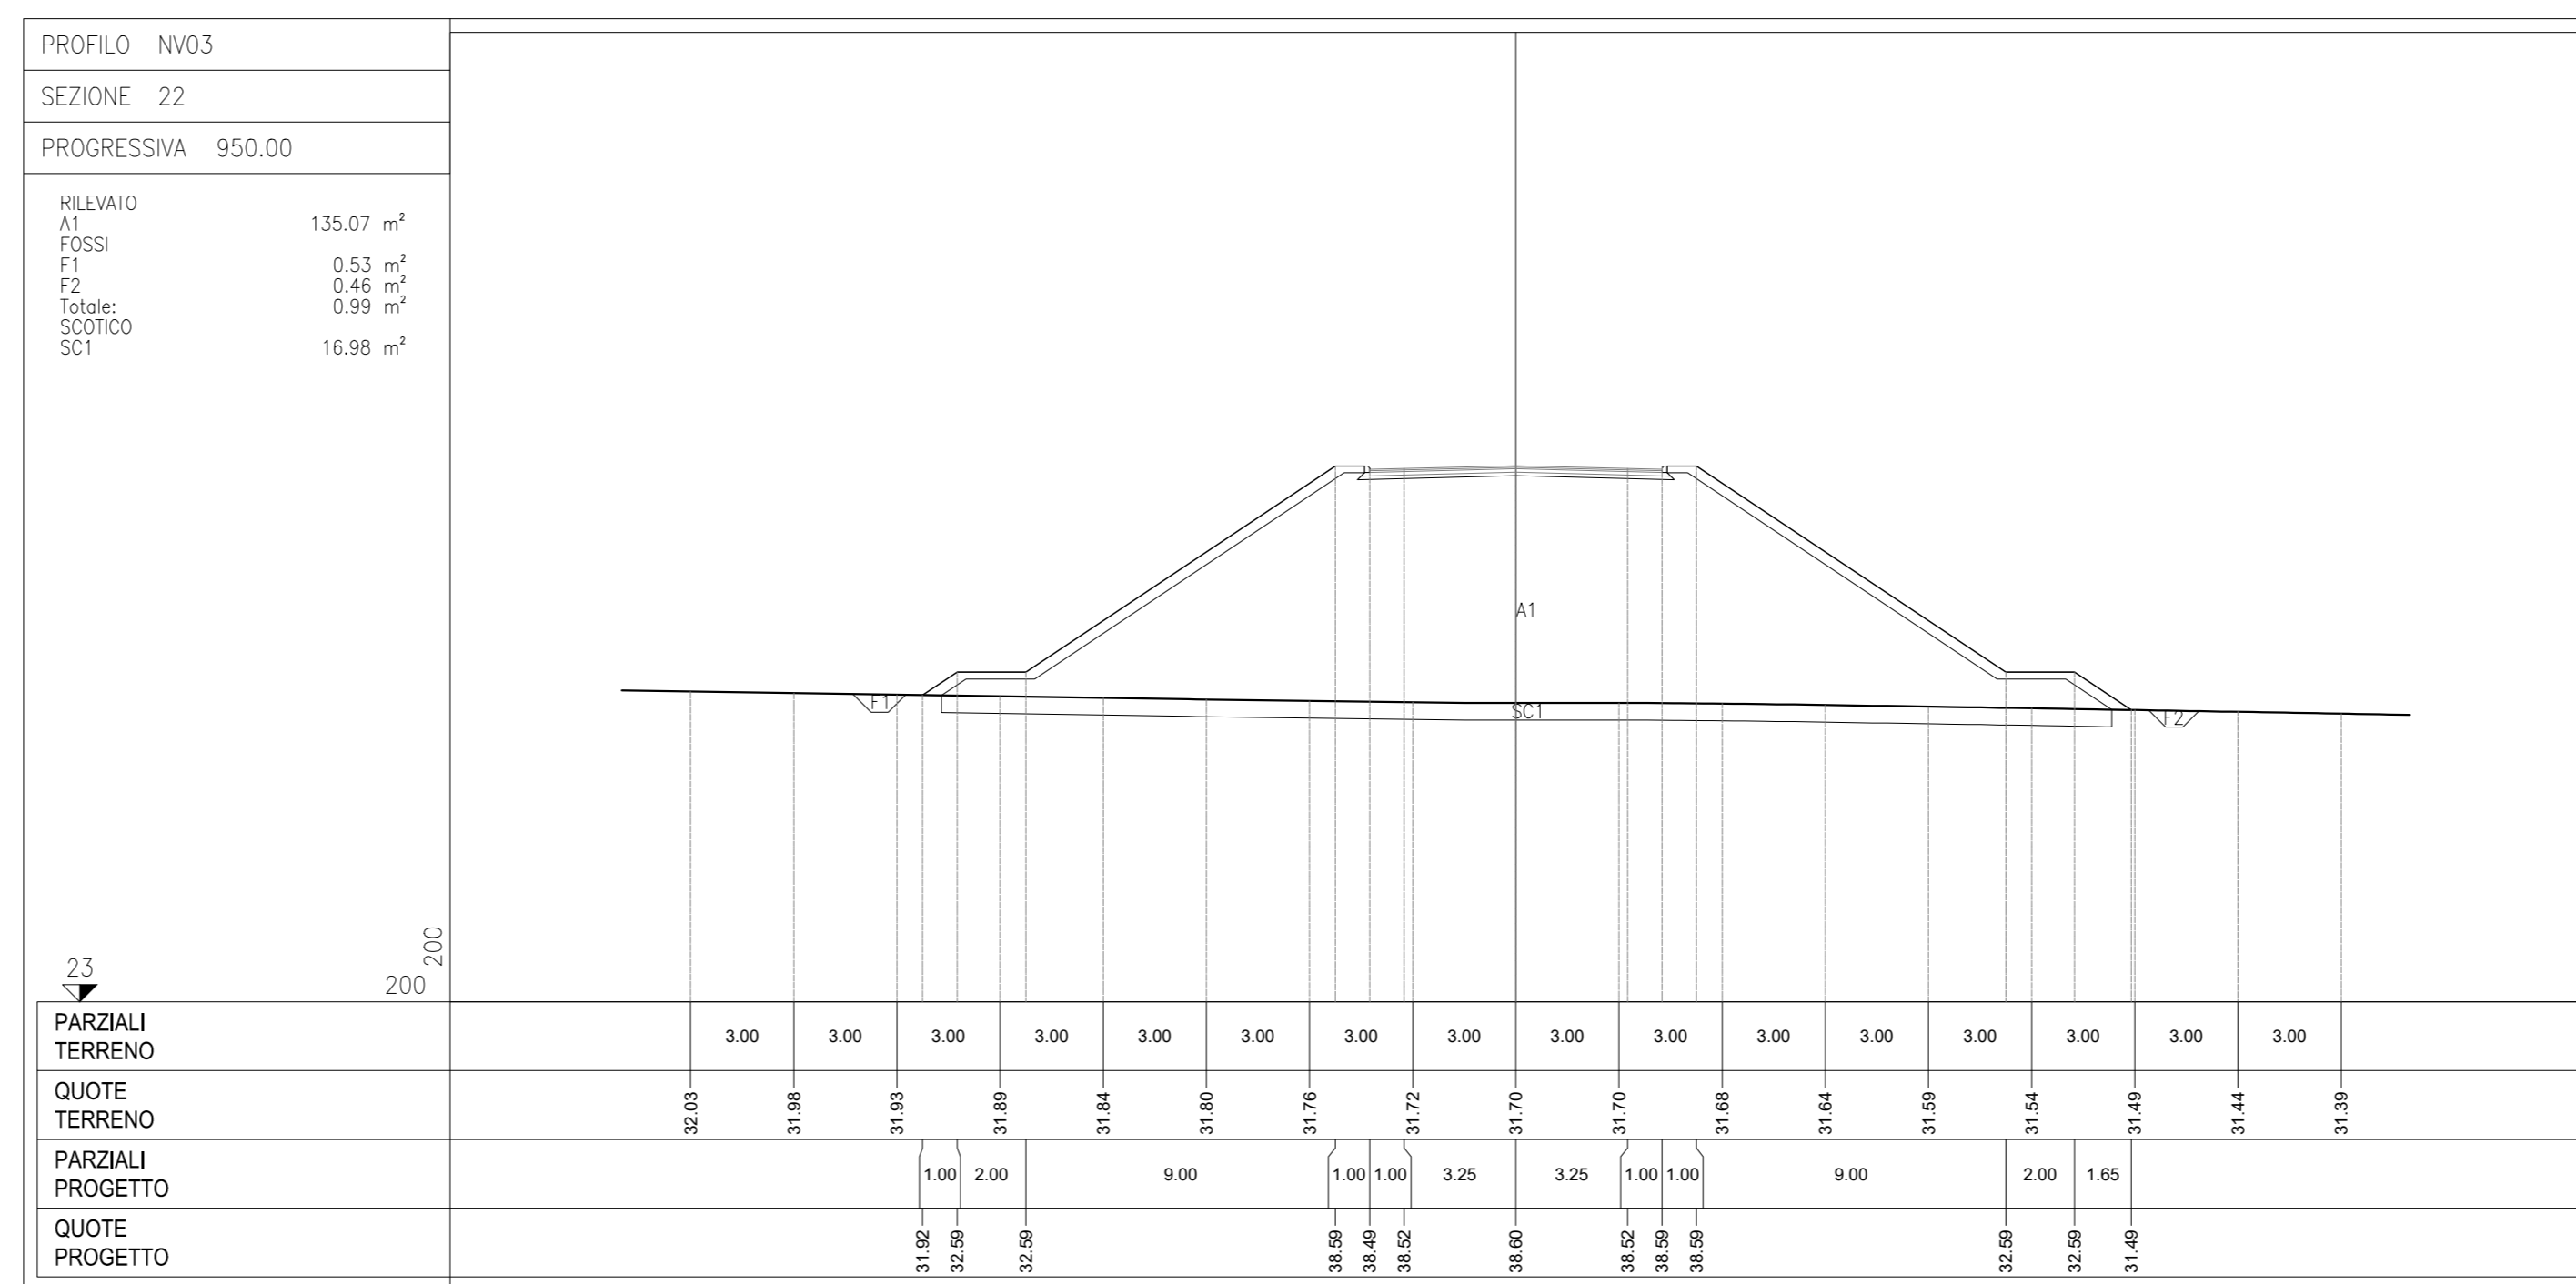 PROFILO NV03
SEZIONE 22
PROGRESSIVA 950.00
RILEVATO
A1 135.07 m²
FOSSI
F1 0.53 m²
F2 0.46 m²
Totale: 0.99 m²
SCOTICO
SC1 16.98 m²
A1
F1
SC1
F2
200
23
200
PARZIALI
TERRENO
3.00 3.00 3.00 3.00 3.00 3.00 3.00 3.00 3.00 3.00 3.00 3.00 3.00 3.00 3.00 3.00
QUOTE
TERRENO
32.03 31.98 31.93 31.89 31.84 31.80 31.76 31.72 31.70 31.70 31.68 31.64 31.59 31.54 31.49 31.44 31.39
PARZIALI
PROGETTO
1.00 2.00 9.00 1.00 1.00 3.25 3.25 1.00 1.00 9.00 2.00 1.65
QUOTE
PROGETTO
31.92 32.59 32.59 38.59 38.49 38.52 38.60 38.52 38.59 38.59 32.59 32.59 31.49